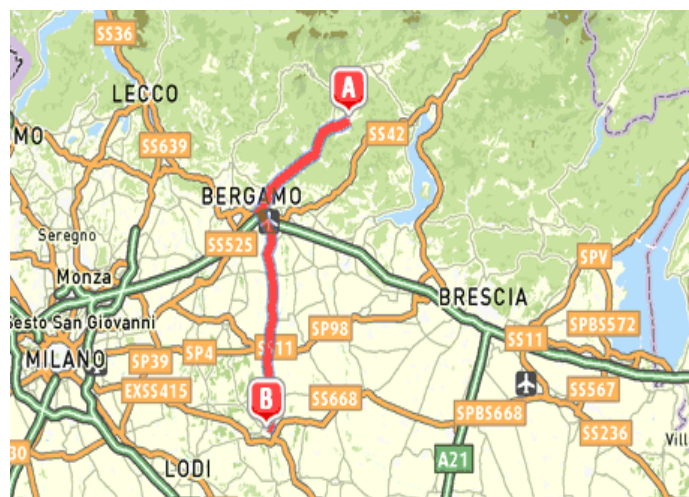 SS36
LECCO
A
MO
SS639
SS42
BERGAMO
Seregno
SS525
SPV
Monza
BRESCIA
Sesto San Giovanni
SP98
SS11
SPBS572
MILANO
SP39
SP4
SS11
EXSS415
B
SS668
SS567
SPBS668
SS236
Vill
30
LODI
A21